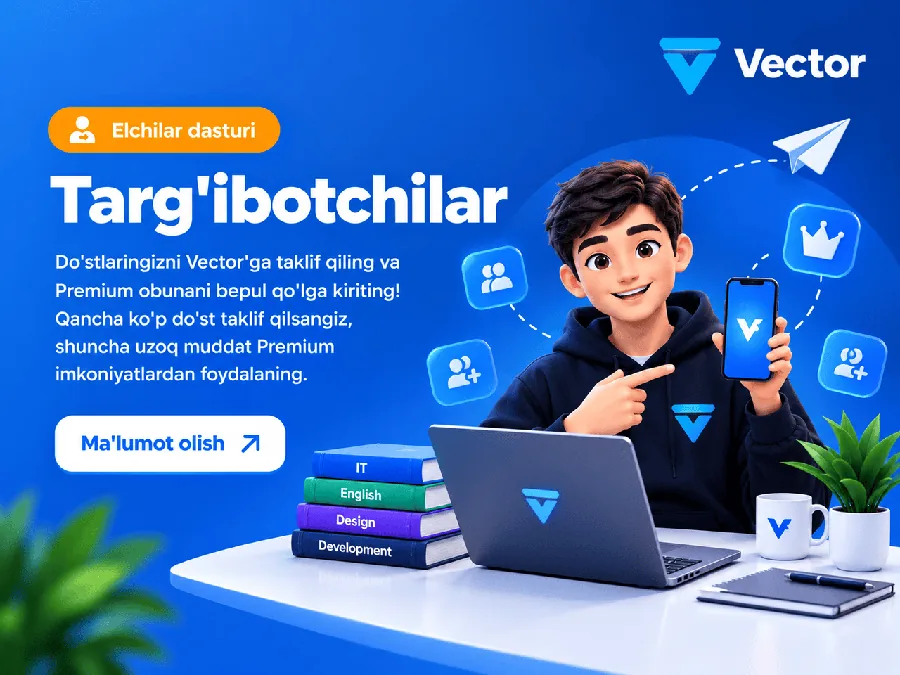 Vector
Elchilar dasturi
Targ'ibotchilar
Do'stlaringizni Vector'ga taklif qiling va
Premium obunani bepul qo'lga kiriting!
Qancha ko'p do'st taklif qilsangiz,
shuncha uzoq muddat Premium
imkoniyatlardan foydalaning.
Ma'lumot olish
IT
English
Design
Development